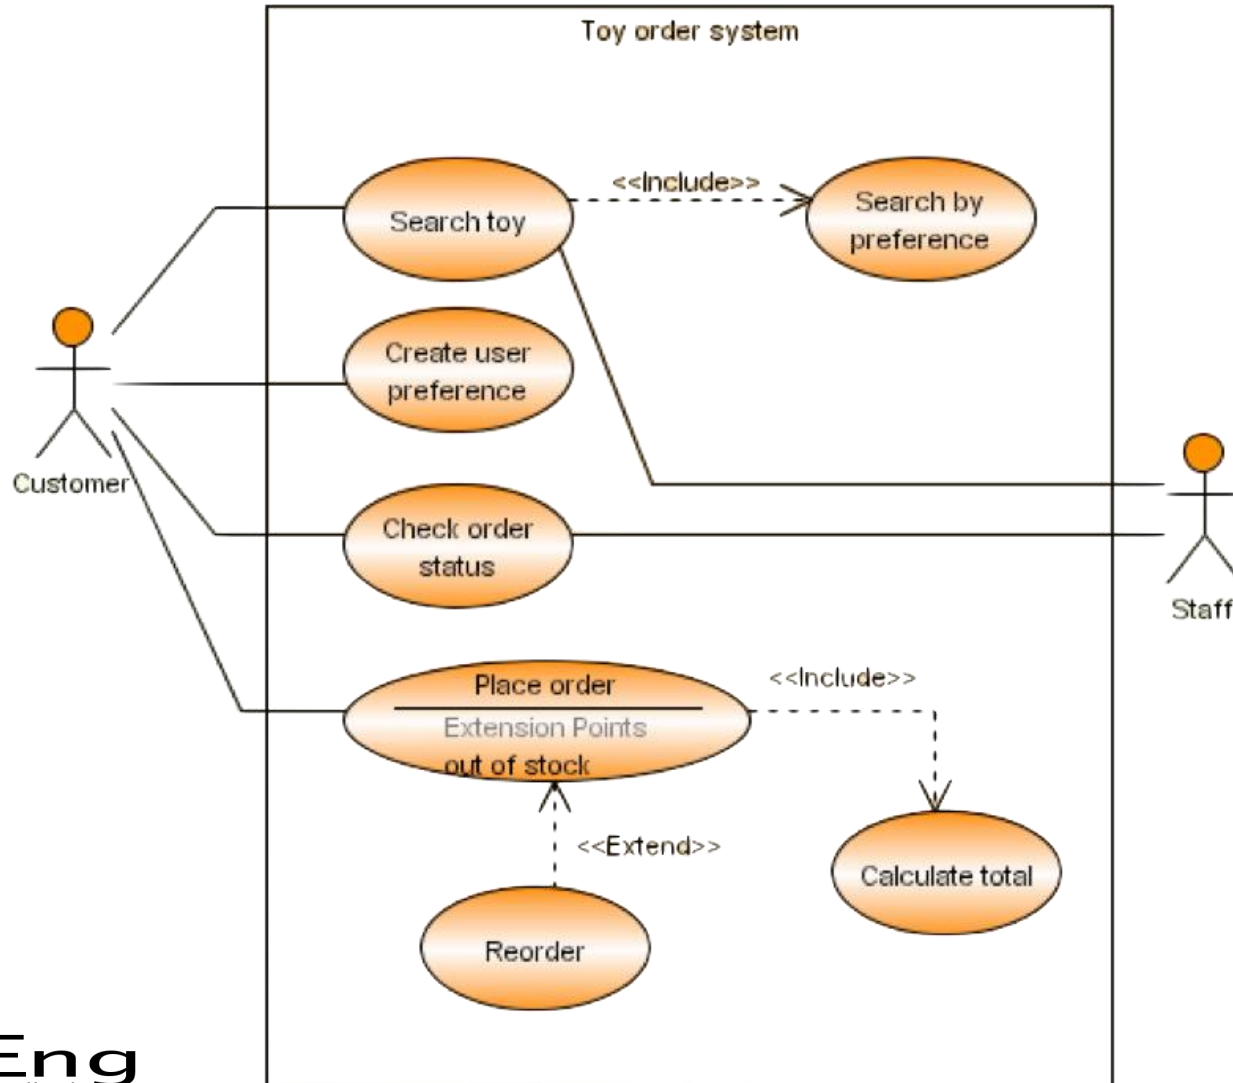 Toy order system
<<Include>>
Search toy
Search by
preference
Create user
preference
Customer
Check order
status
Staff
Place order
Extension Points
out of stock
<<Include>>
<<Extend>>
Calculate total
Reorder
Eng